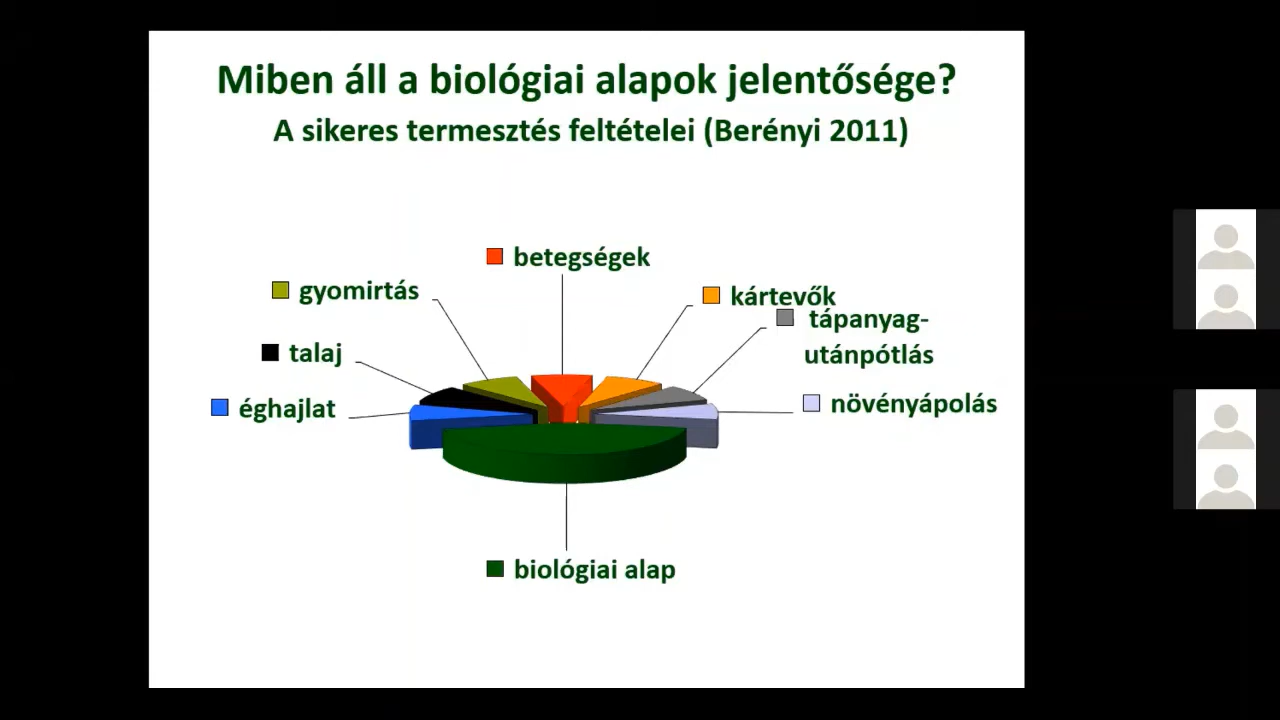 Miben áll a biológiai alapok jelentősége?
A sikeres termesztés feltételei (Berényi 2011)
betegségek
gyomirtás
kártevők
tápanyag-
utánpótlás
talaj
éghajlat
növényápolás
biológiai alap